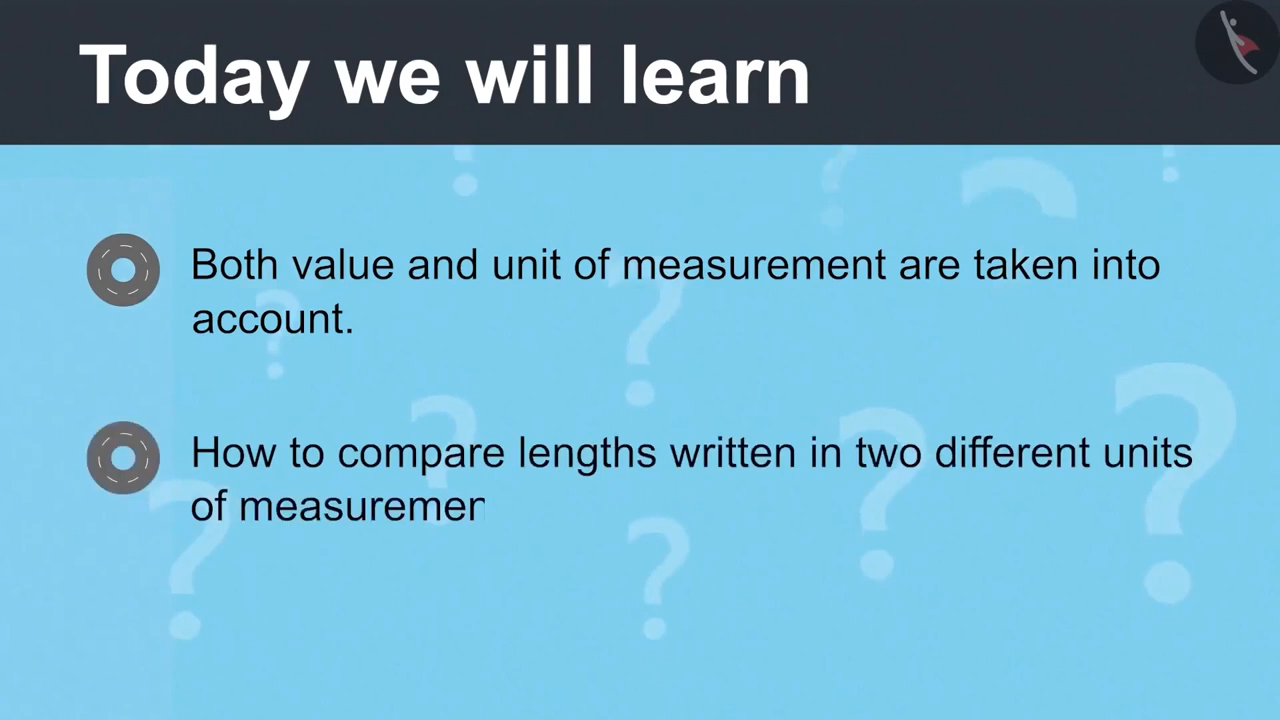 Today we will learn
Both value and unit of measurement are taken into
account.
How to compare lengths written in two different units
of measuremen